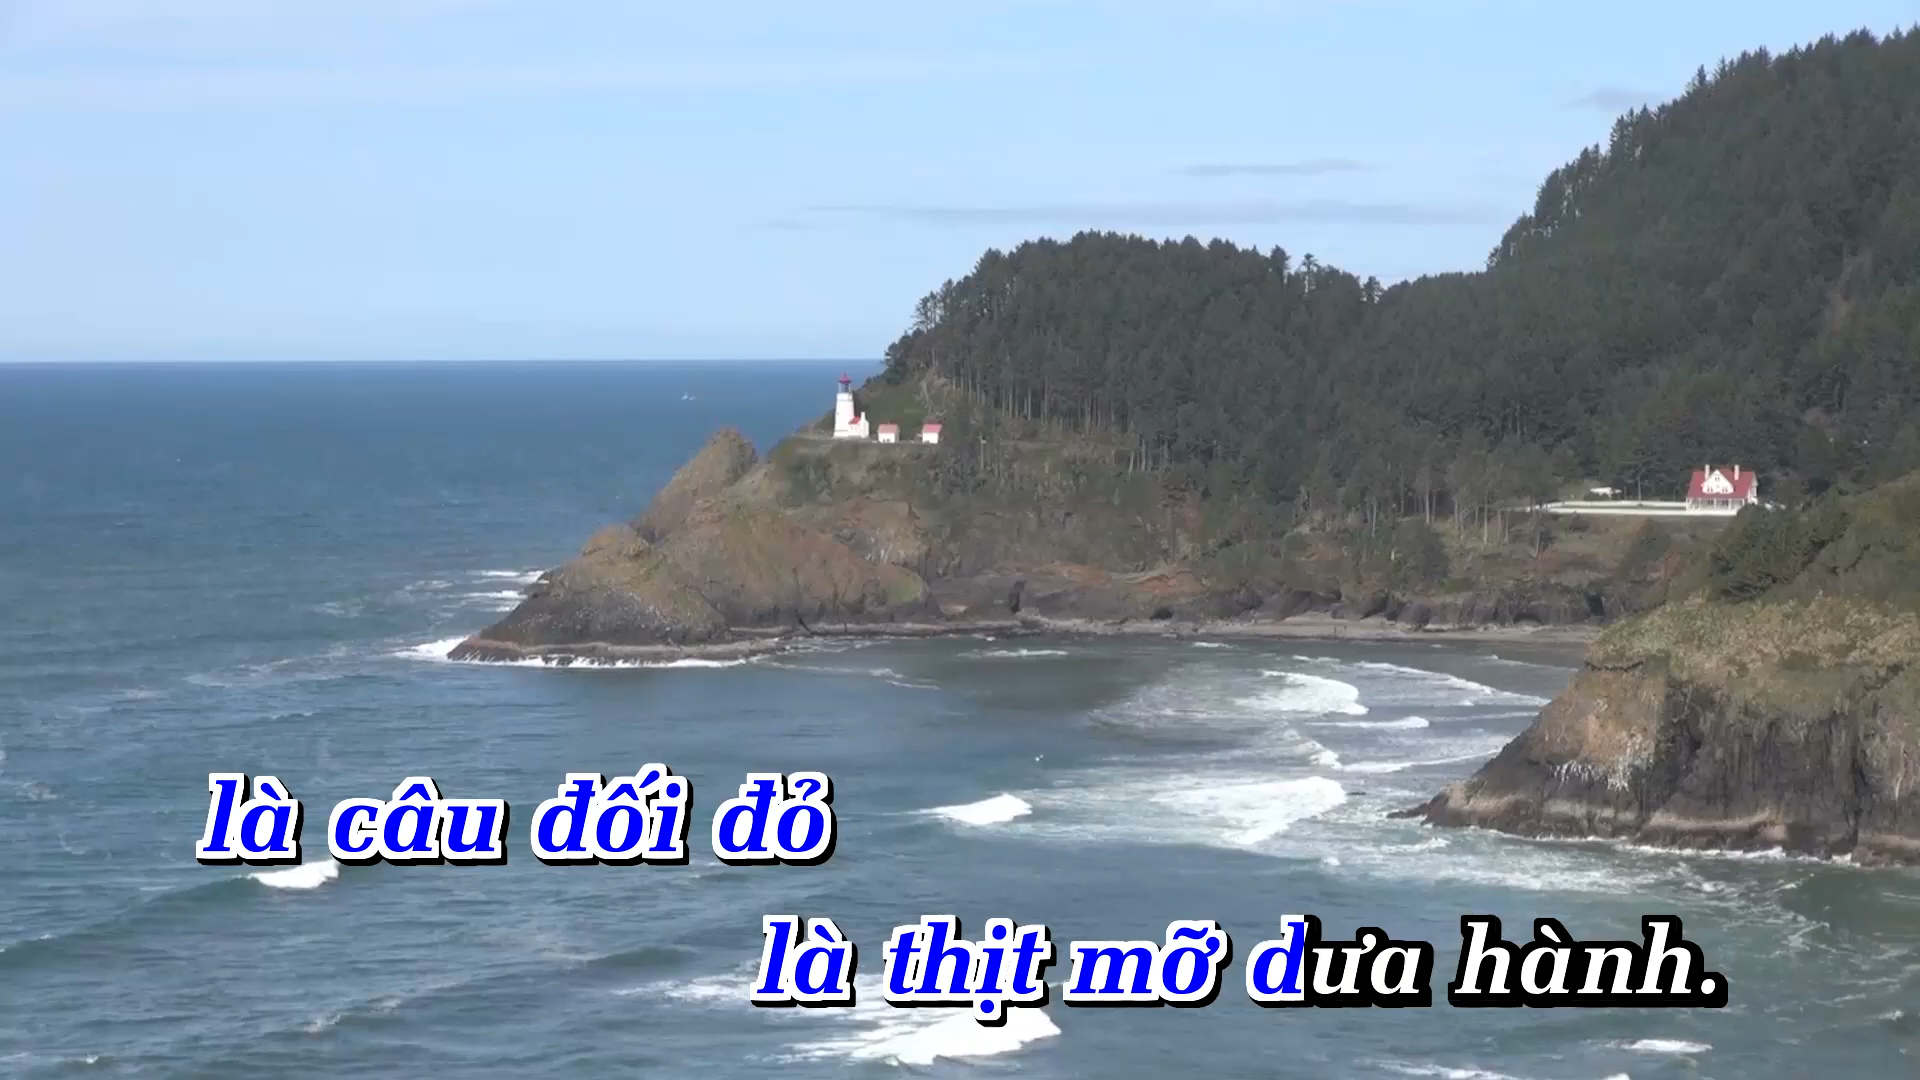 là câu đối đỏ
là thịt mỡ dưa hành.